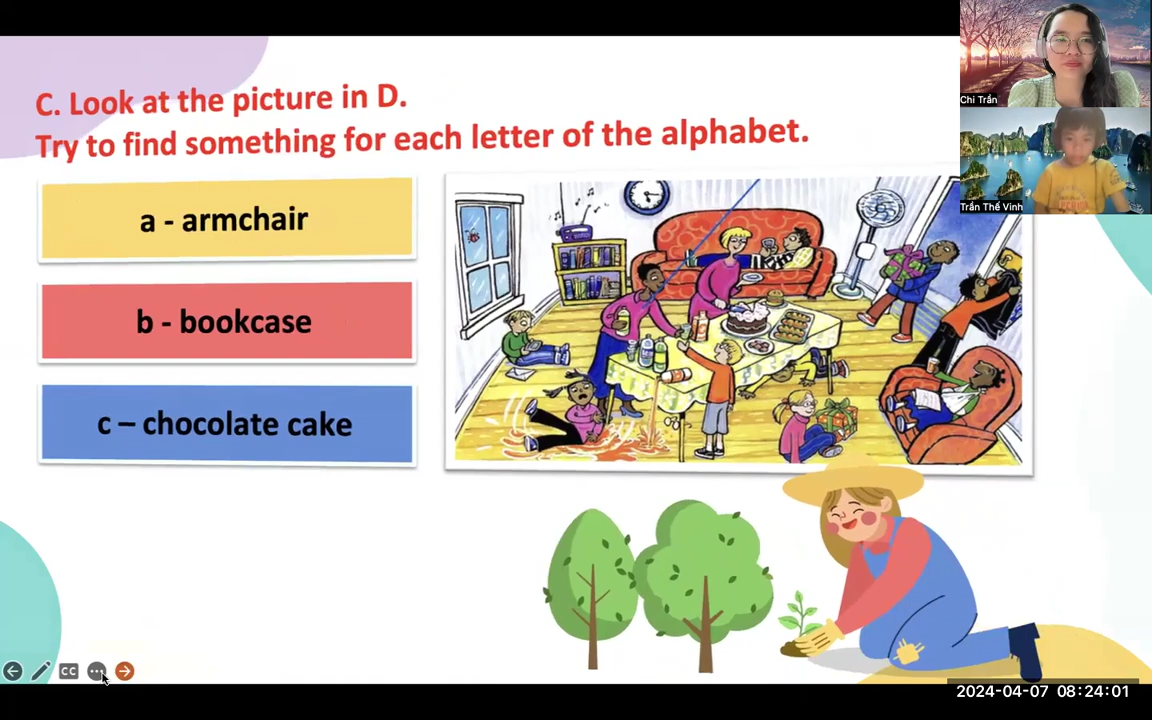 C. Look at the picture in D.
Try to find something for each letter of the alphabet.
a - armchair
b - bookcase
c – chocolate cake
Chi Trần
Trần Thế Vinh
CC
2024-04-07 08:24:01